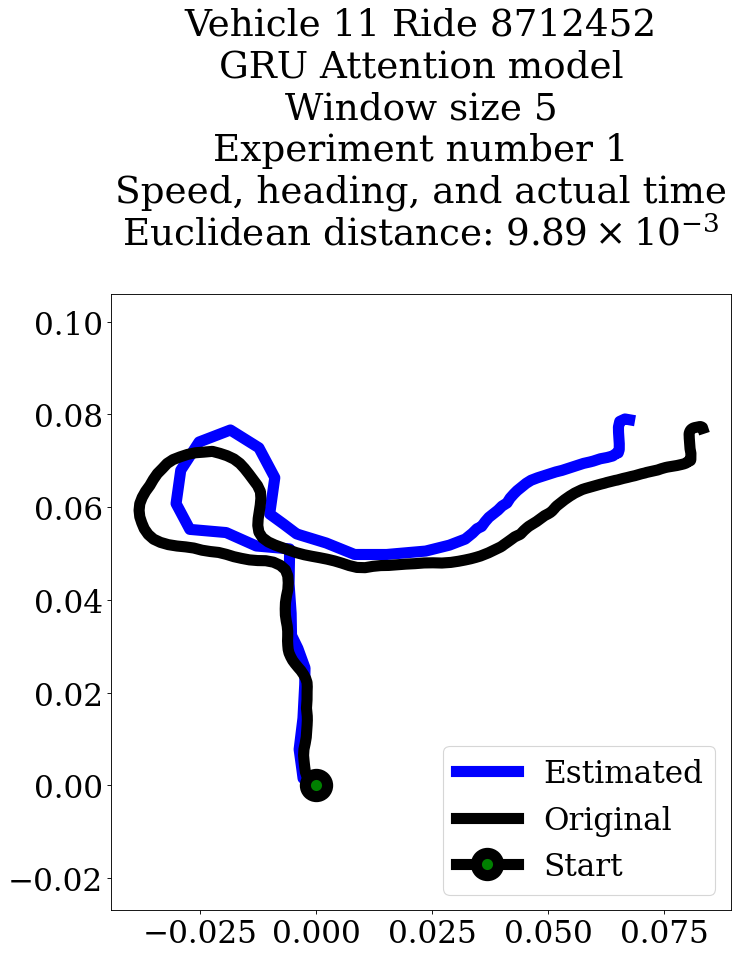 Vehicle 11 Ride 8712452
GRU Attention model
Window size 5
Experiment number 1
Speed, heading, and actual time
Euclidean distance: 9.89 × 10⁻³
0.10
0.08
0.06
0.04
0.02
0.00
−0.02
Estimated
Original
Start
−0.025 0.000 0.025 0.050 0.075